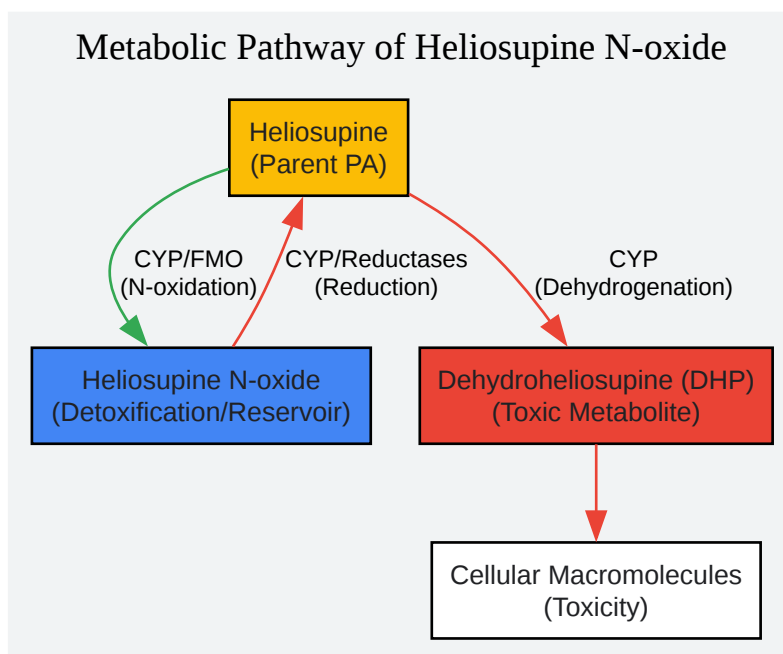 Metabolic Pathway of Heliosupine N-oxide
Heliosupine
(Parent PA)
CYP/FMO
(N-oxidation)
CYP/Reductases
(Reduction)
CYP
(Dehydrogenation)
Heliosupine N-oxide
(Detoxification/Reservoir)
Dehydroheliosupine (DHP)
(Toxic Metabolite)
Cellular Macromolecules
(Toxicity)